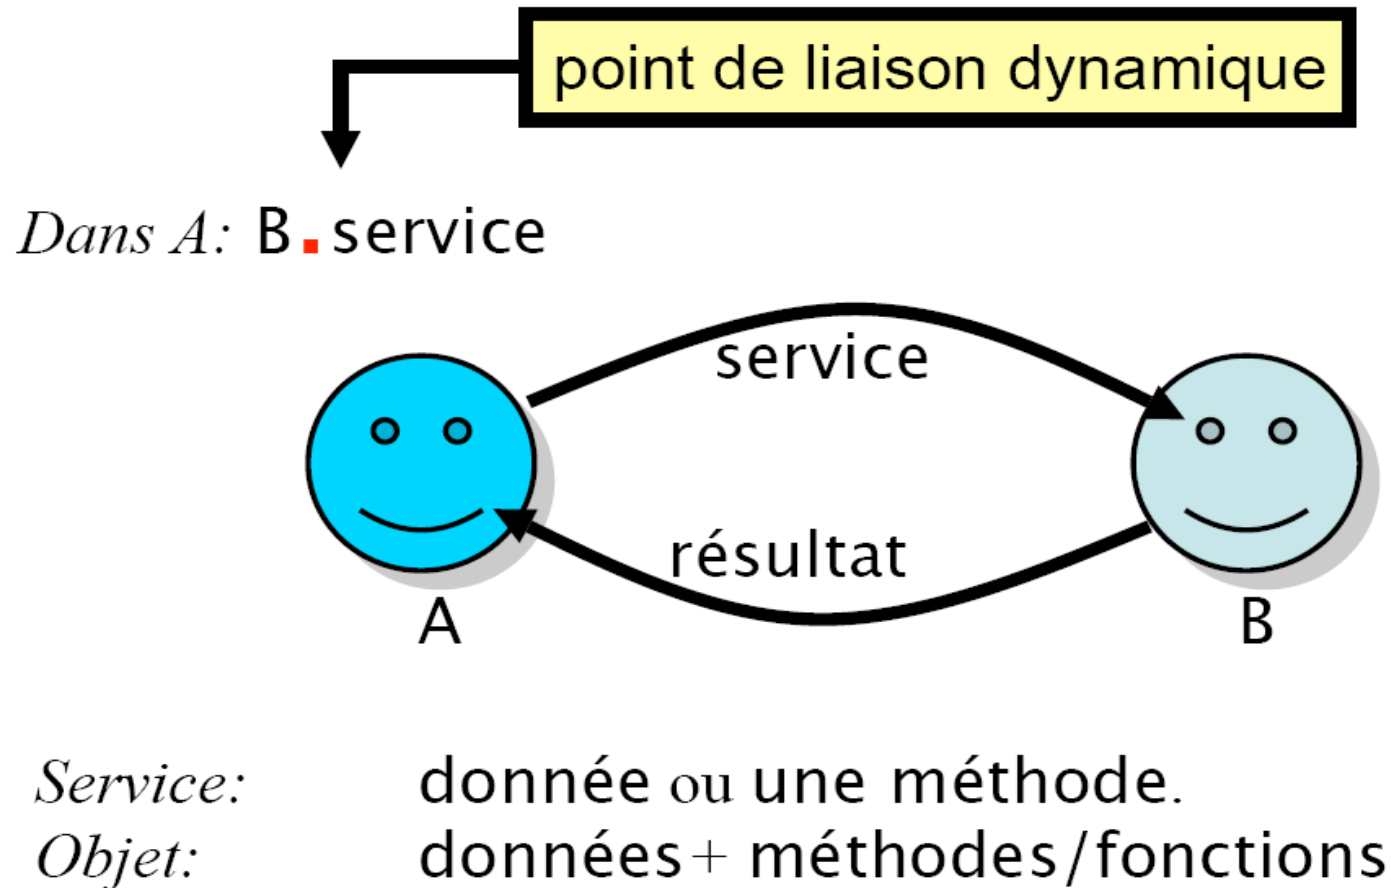 point de liaison dynamique
Dans A: B.service
service
résultat
A
B
Service: donnée ou une méthode.
Objet: données + méthodes/fonctions